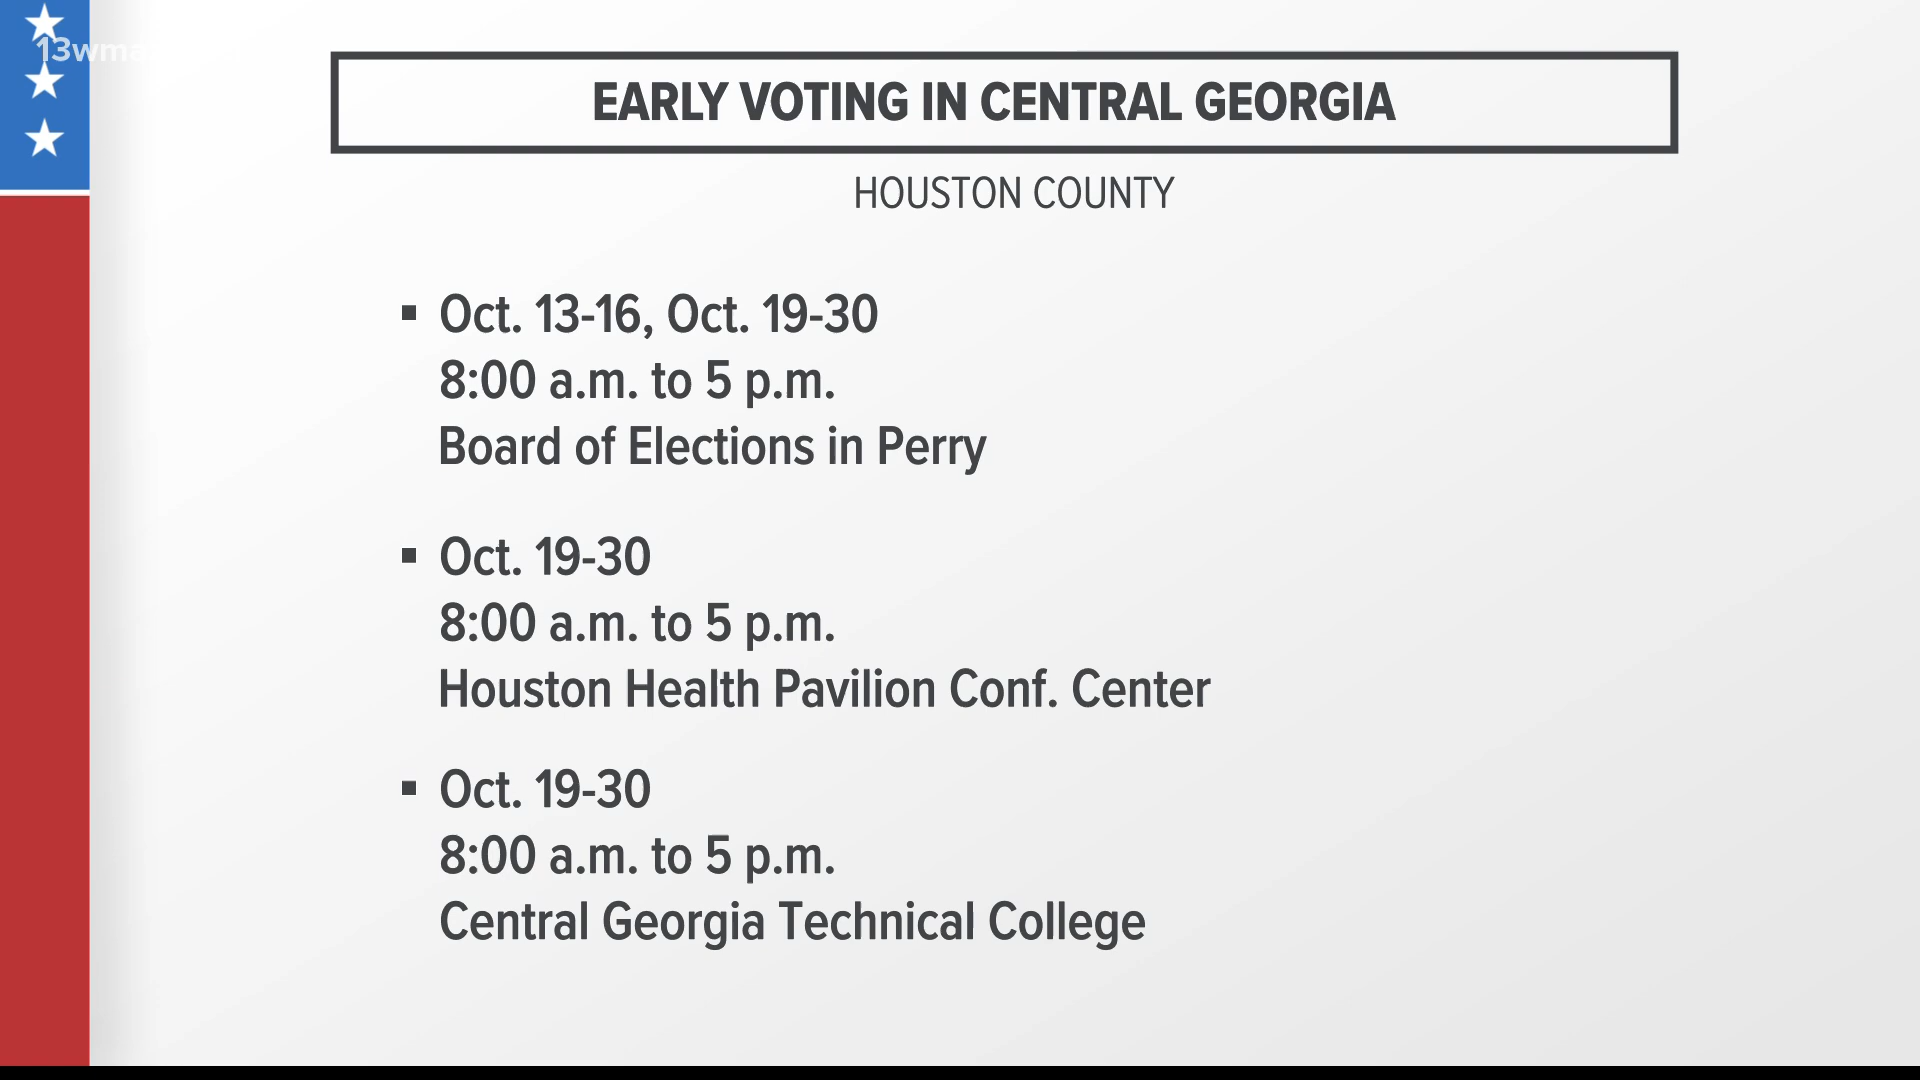 13wma
EARLY VOTING IN CENTRAL GEORGIA
HOUSTON COUNTY
▪ Oct. 13-16, Oct. 19-30
8:00 a.m. to 5 p.m.
Board of Elections in Perry
▪ Oct. 19-30
8:00 a.m. to 5 p.m.
Houston Health Pavilion Conf. Center
▪ Oct. 19-30
8:00 a.m. to 5 p.m.
Central Georgia Technical College